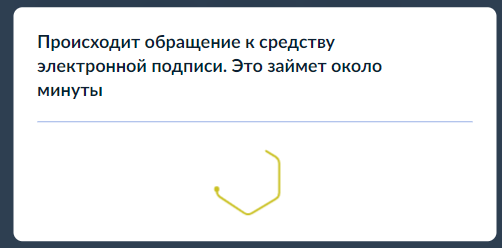 Происходит обращение к средству
электронной подписи. Это займет около
минуты